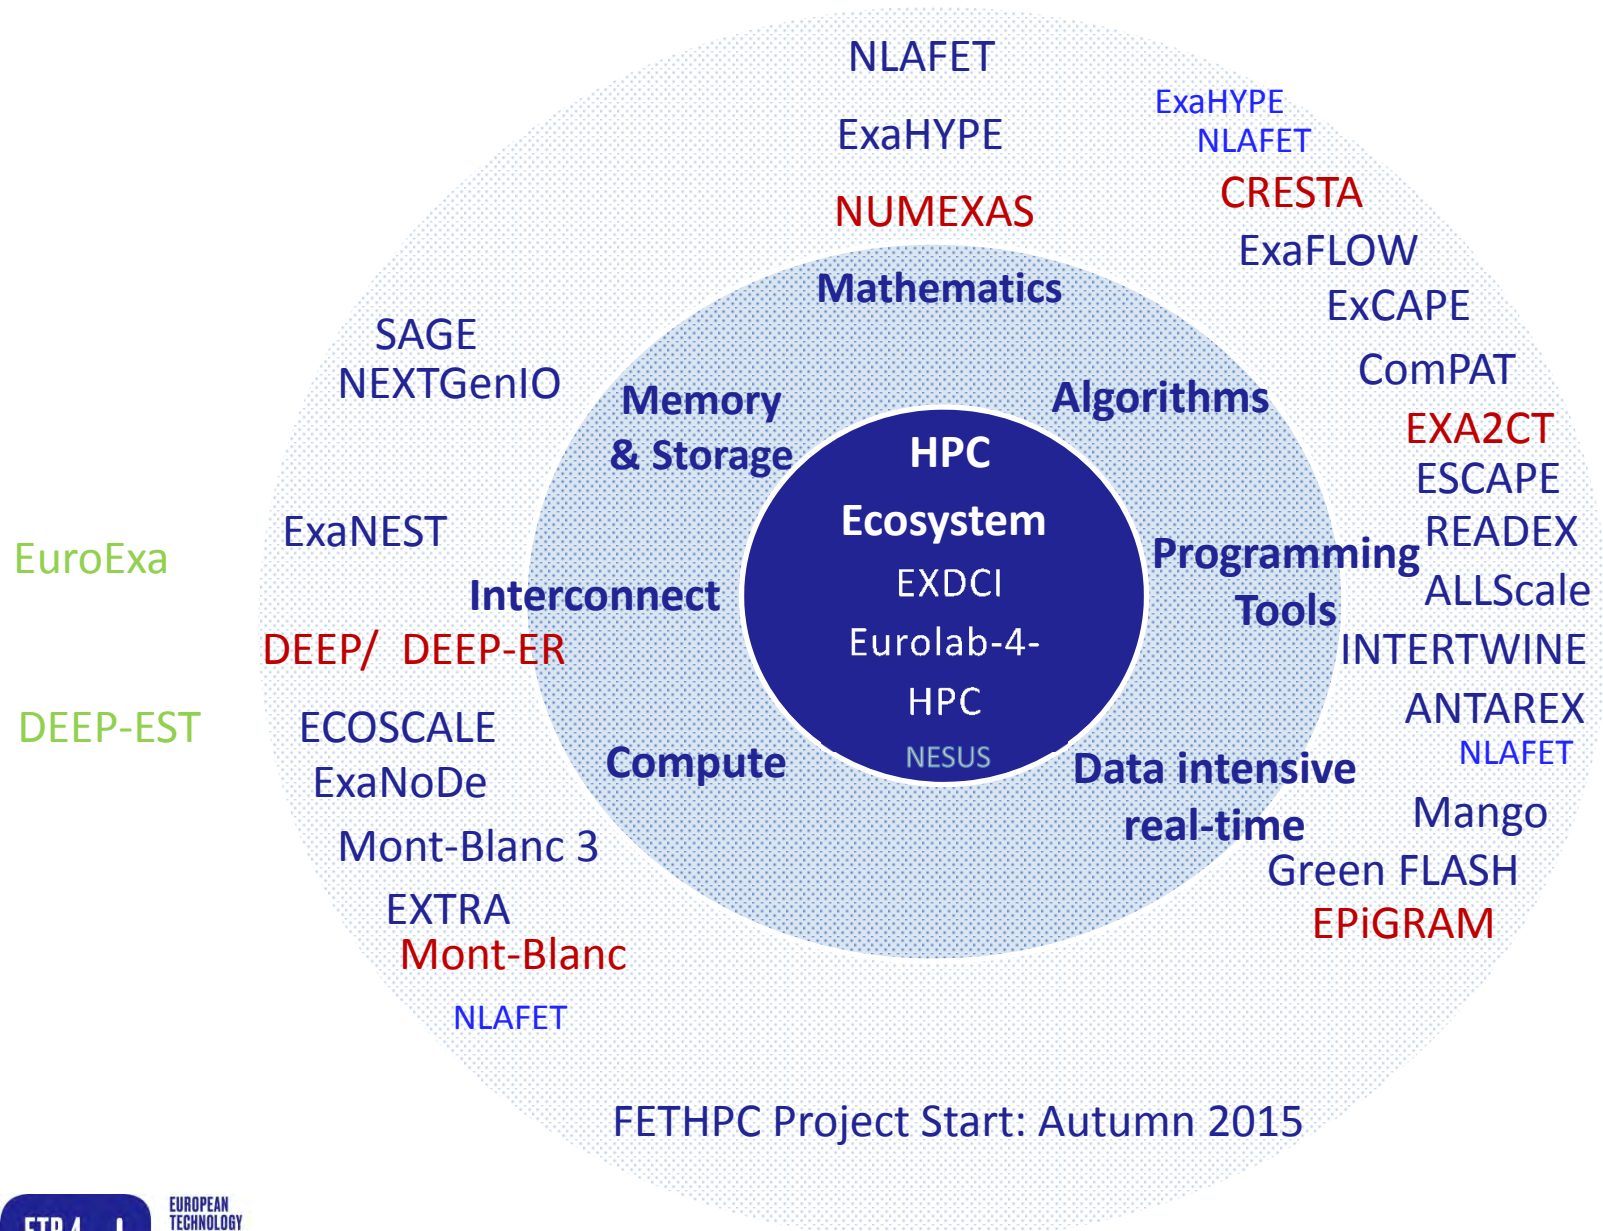 NLAFET
ExaHYPE
NUMEXAS
ExaHYPE
NLAFET
CRESTA
ExaFLOW
ExCAPE
ComPAT
EXA2CT
ESCAPE
READEX
ALLScale
INTERTWINE
ANTAREX
NLAFET
Mango
Green FLASH
EPiGRAM
Mathematics
Algorithms
Programming
Tools
Data intensive
real-time
Memory
& Storage
Interconnect
Compute
HPC
Ecosystem
EXDCI
Eurolab-4-
HPC
NESUS
SAGE
NEXTGenIO
ExaNEST
EuroExa
DEEP/ DEEP-ER
DEEP-EST
ECOSCALE
ExaNoDe
Mont-Blanc 3
EXTRA
Mont-Blanc
NLAFET
FETHPC Project Start: Autumn 2015
EUROPEAN
TECHNOLOGY